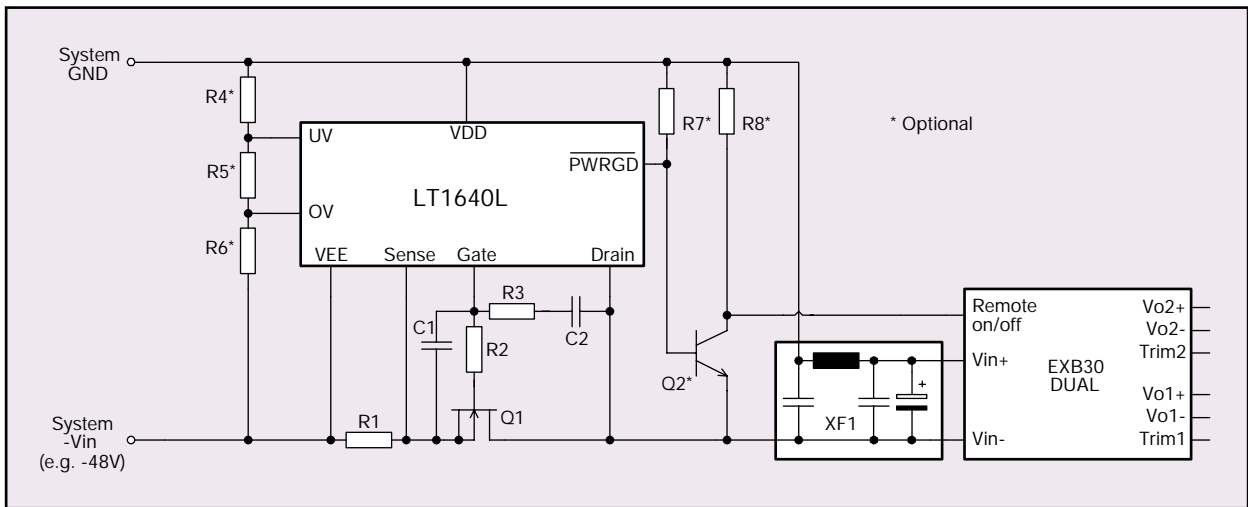 System
GND
R4*
R5*
R6*
UV
OV
VDD
PWRGD
LT1640L
VEE
Sense
Gate
Drain
R7*
R8*
* Optional
C1
R2
R3
C2
Q1
R1
Q2*
System
-Vin
(e.g. -48V)
XF1
+
Remote
on/off
Vin+
Vin-
EXB30
DUAL
Vo2+
Vo2-
Trim2
Vo1+
Vo1-
Trim1